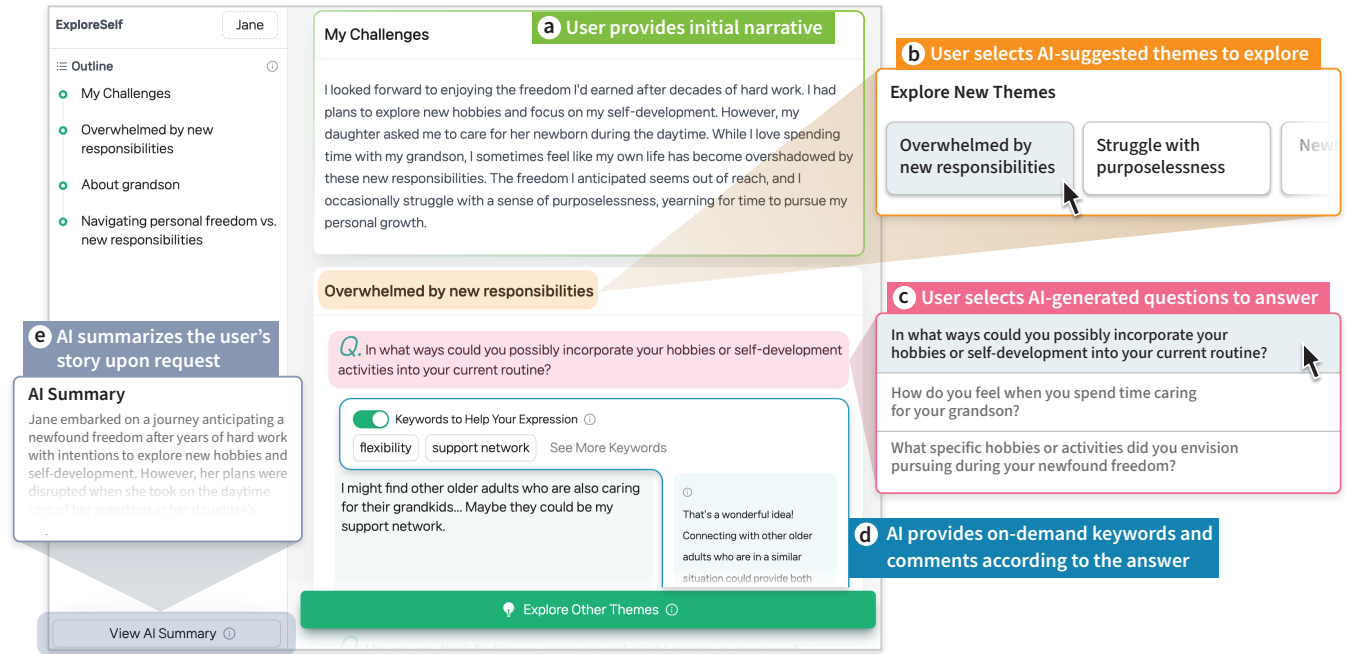 ExploreSelf
Jane
Outline
My Challenges
Overwhelmed by new
responsibilities
About grandson
Navigating personal freedom vs.
new responsibilities
e AI summarizes the user's
story upon request
AI Summary
Jane embarked on a journey anticipating a
newfound freedom after years of hard work
with intentions to explore new hobbies and
self-development. However, her plans were
disrupted when she took on the daytime
care of her grandson at her daughter's
View AI Summary
a User provides initial narrative
My Challenges
I looked forward to enjoying the freedom I'd earned after decades of hard work. I had
plans to explore new hobbies and focus on my self-development. However, my
daughter asked me to care for her newborn during the daytime. While I love spending
time with my grandson, I sometimes feel like my own life has become overshadowed by
these new responsibilities. The freedom I anticipated seems out of reach, and I
occasionally struggle with a sense of purposelessness, yearning for time to pursue my
personal growth.
Overwhelmed by new responsibilities
Q. In what ways could you possibly incorporate your hobbies or self-development
activities into your current routine?
Keywords to Help Your Expression
flexibility
support network
See More Keywords
I might find other older adults who are also caring
for their grandkids... Maybe they could be my
support network.
That's a wonderful idea!
Connecting with other older
adults who are in a similar
situation could provide both
Explore Other Themes
b User selects AI-suggested themes to explore
Explore New Themes
Overwhelmed by
new responsibilities
Struggle with
purposelessness
c User selects AI-generated questions to answer
In what ways could you possibly incorporate your
hobbies or self-development into your current routine?
How do you feel when you spend time caring
for your grandson?
What specific hobbies or activities did you envision
pursuing during your newfound freedom?
d AI provides on-demand keywords and
comments according to the answer